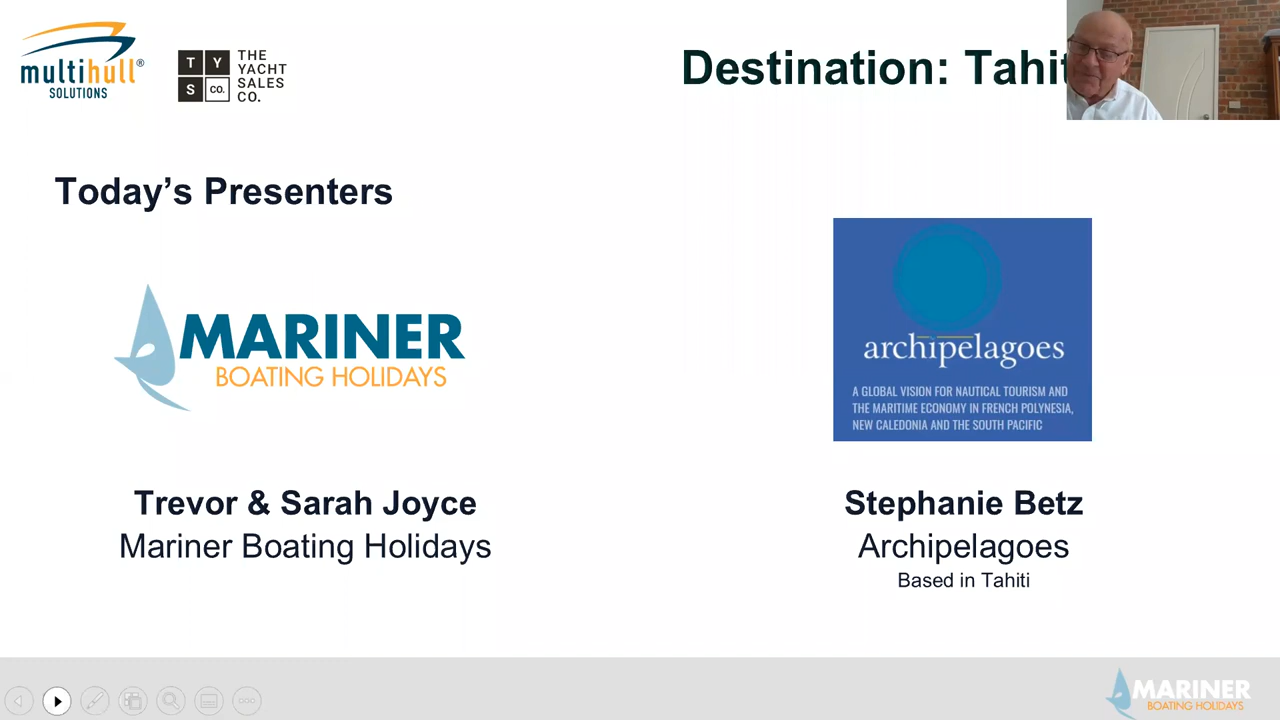 multihull®
SOLUTIONS
T Y
S CO.
THE
YACHT
SALES
CO.
Destination: Tahit
Today’s Presenters
MARINER
BOATING HOLIDAYS
archipelagoes
A GLOBAL VISION FOR NAUTICAL TOURISM AND
THE MARITIME ECONOMY IN FRENCH POLYNESIA,
NEW CALEDONIA AND THE SOUTH PACIFIC
Trevor & Sarah Joyce
Mariner Boating Holidays
Stephanie Betz
Archipelagoes
Based in Tahiti
MARINER
BOATING HOLIDAYS